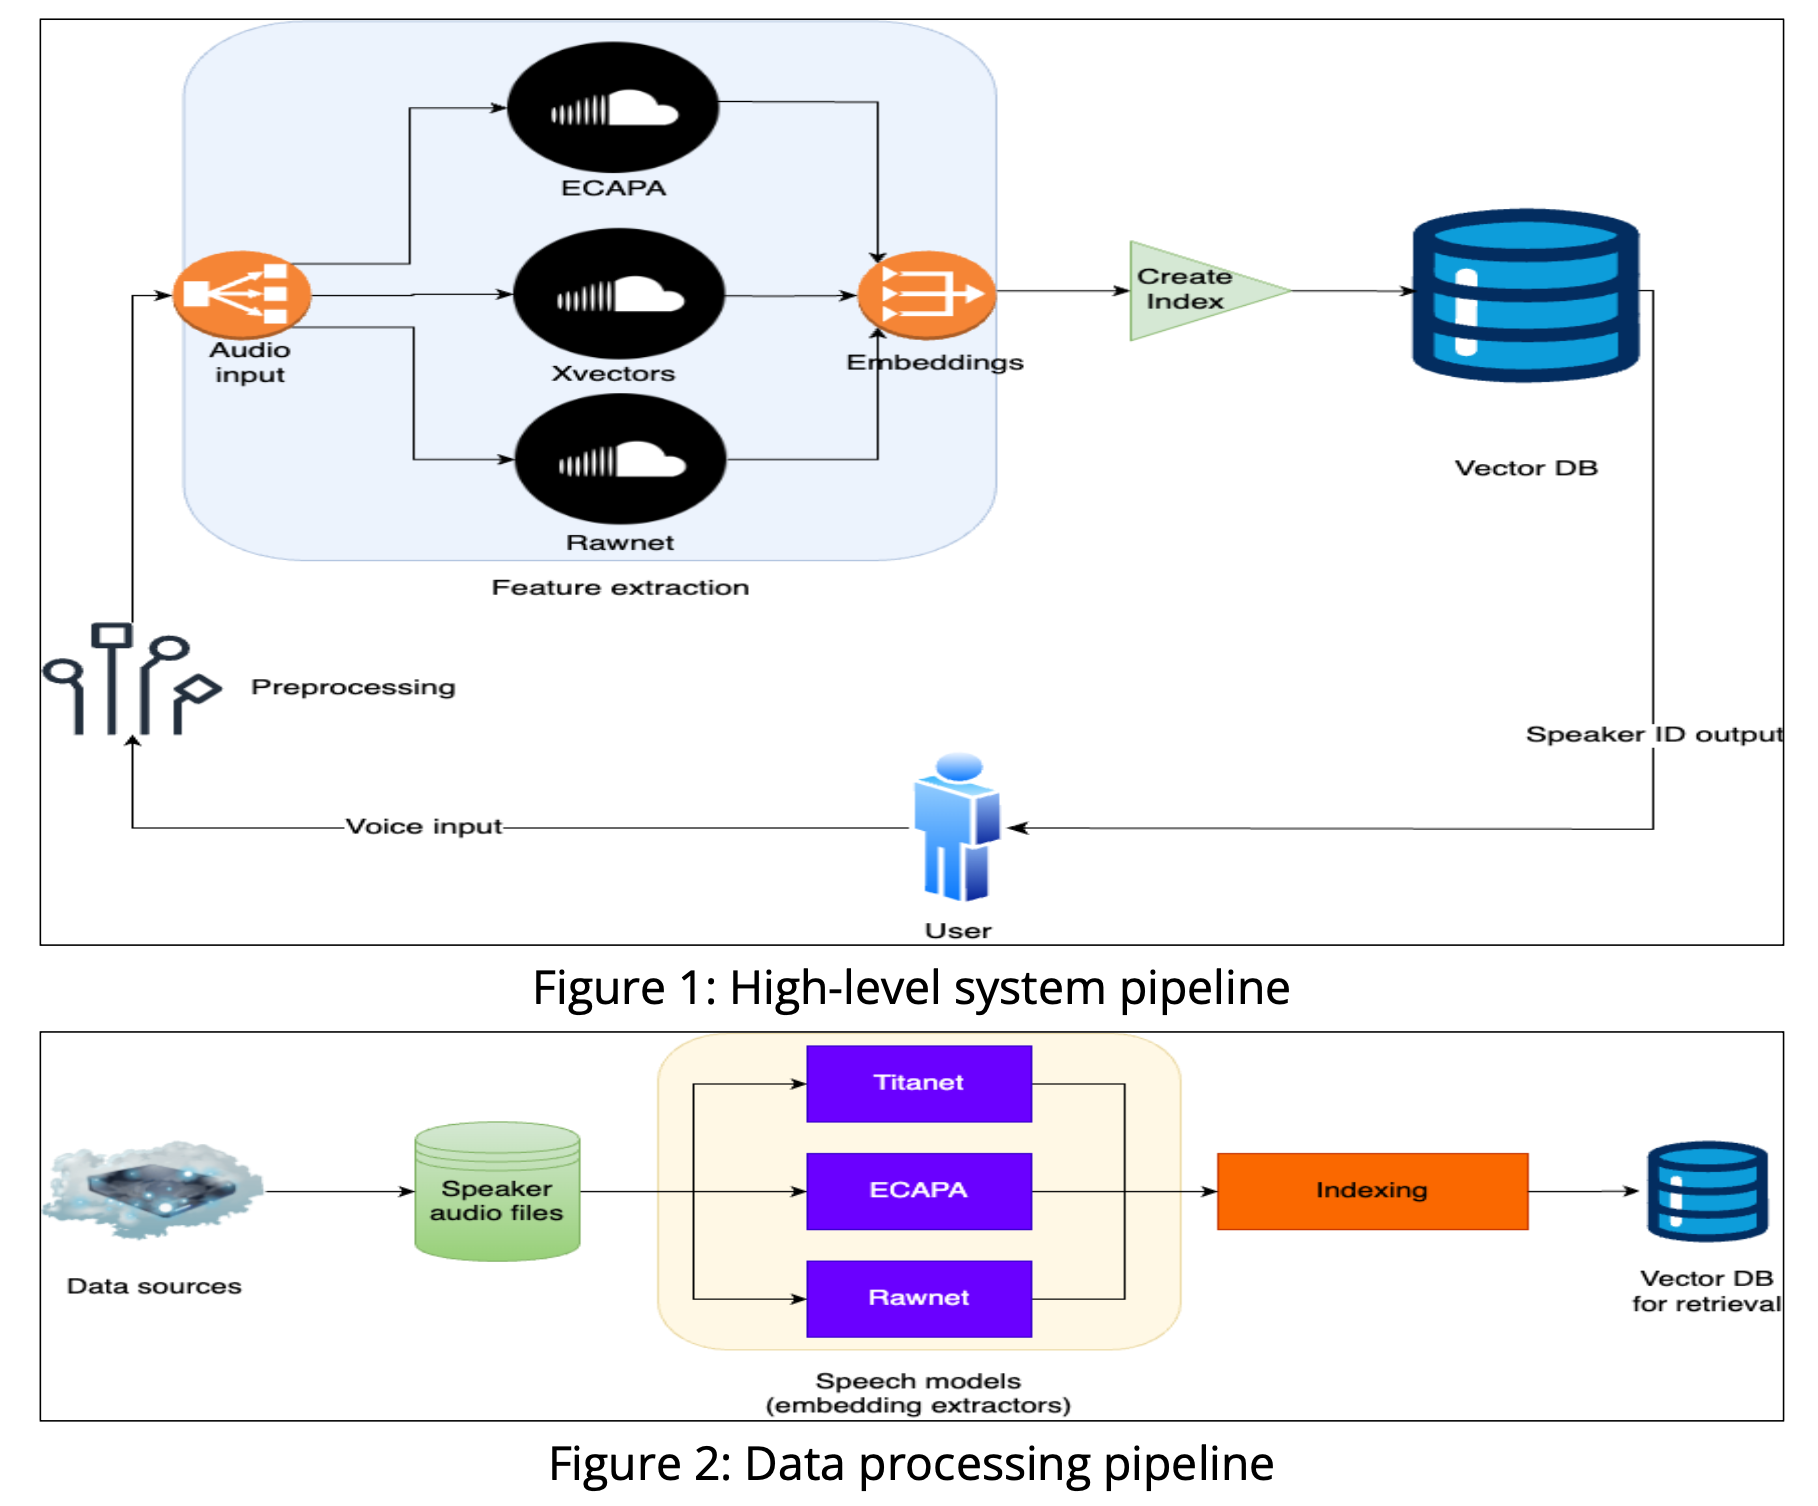 ECAPA
Audio
input
Xvectors
Embeddings
Create
Index
Vector DB
Rawnet
Feature extraction
Preprocessing
Speaker ID output
Voice input
User
Figure 1: High-level system pipeline
Titanet
Speaker
audio files
ECAPA
Indexing
Data sources
Rawnet
Vector DB
for retrieval
Speech models
(embedding extractors)
Figure 2: Data processing pipeline